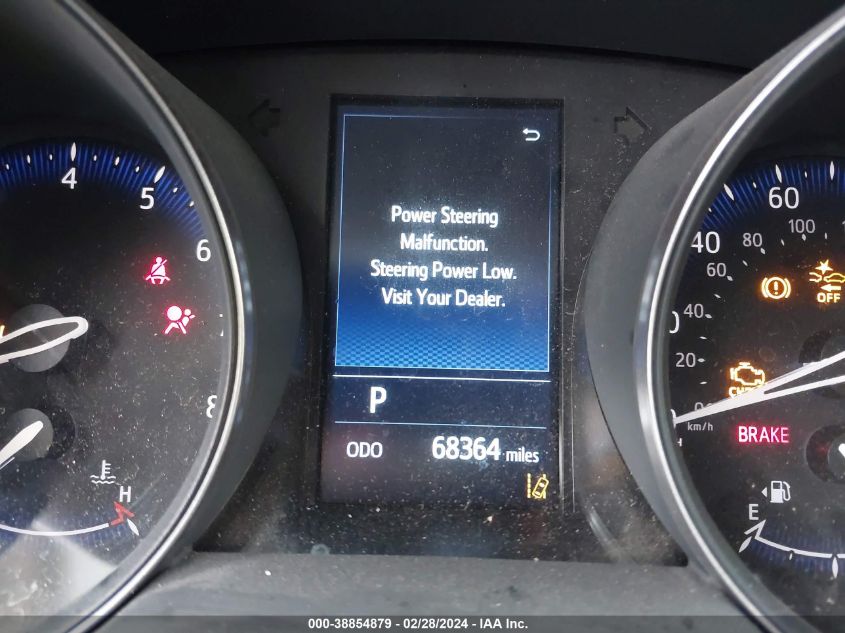 4
5
6
8
H
Power Steering
Malfunction.
Steering Power Low.
Visit Your Dealer.
P
ODO 68364 miles
60
40
100
80
60
40
20
km/h
OFF
BRAKE
E
000-38854879 - 02/28/2024 - IAA Inc.